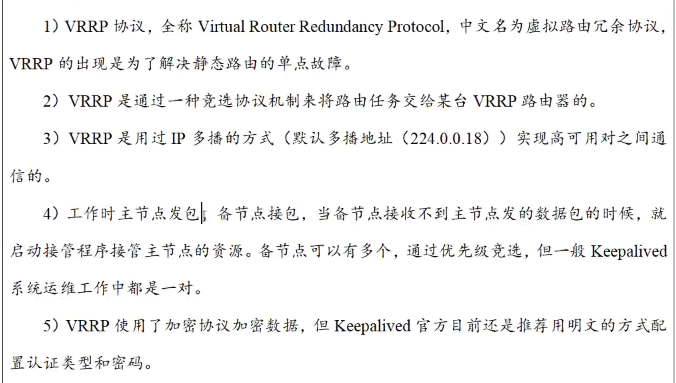 1）VRRP 协议，全称 Virtual Router Redundancy Protocol，中文名为虚拟路由冗余协议，
VRRP 的出现是为了解决静态路由的单点故障。
2）VRRP 是通过一种竞选协议机制来将路由任务交给某台 VRRP 路由器的。
3）VRRP 是用过 IP 多播的方式（默认多播地址（224.0.0.18））实现高可用对之间通
信的。
4）工作时主节点发包，备节点接包，当备节点接收不到主节点发的数据包的时候，就
启动接管程序接管主节点的资源。备节点可以有多个，通过优先级竞选，但一般 Keepalived
系统运维工作中都是一对。
5）VRRP 使用了加密协议加密数据，但 Keepalived 官方目前还是推荐用明文的方式配
置认证类型和密码。